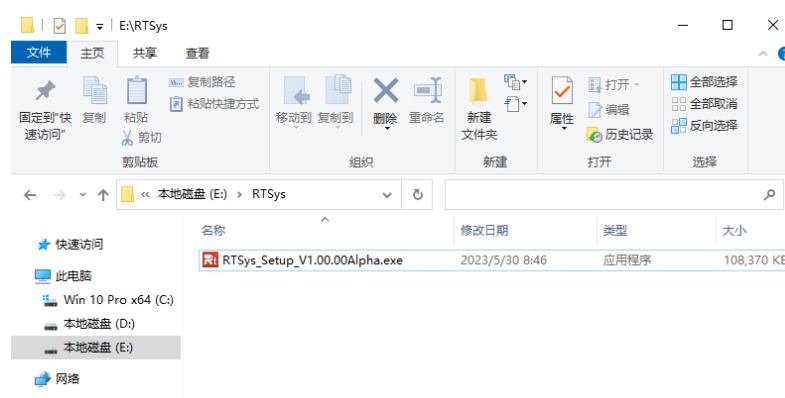 E:\RTSys
文件 主页 共享 查看
固定到"快速访问"
复制
粘贴
复制路径
粘贴快捷方式
剪切
剪贴板
移动到
复制到
删除
重命名
组织
新建文件夹
新建
属性
打开
编辑
历史记录
打开
全部选择
全部取消
反向选择
选择
« 本地磁盘 (E:) › RTSys
名称 修改日期 类型 大小
RTSys_Setup_V1.00.00Alpha.exe 2023/5/30 8:46 应用程序 108,370 KB
快速访问
此电脑
Win 10 Pro x64 (C:)
本地磁盘 (D:)
本地磁盘 (E:)
网络